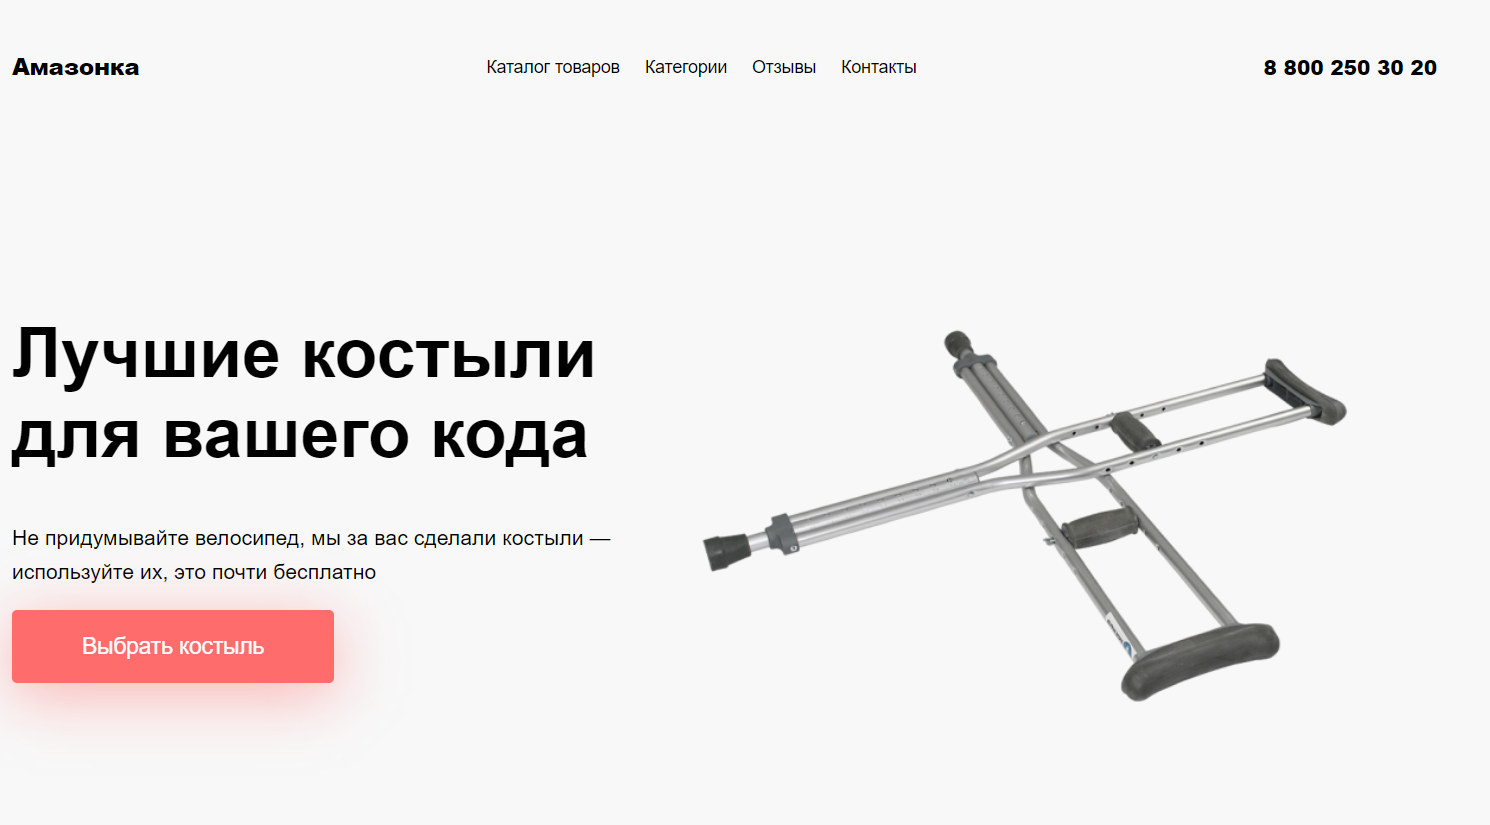 Амазонка
Каталог товаров
Категории
Отзывы
Контакты
8 800 250 30 20
Лучшие костыли
для вашего кода
Не придумывайте велосипед, мы за вас сделали костыли —
используйте их, это почти бесплатно
Выбрать костыль